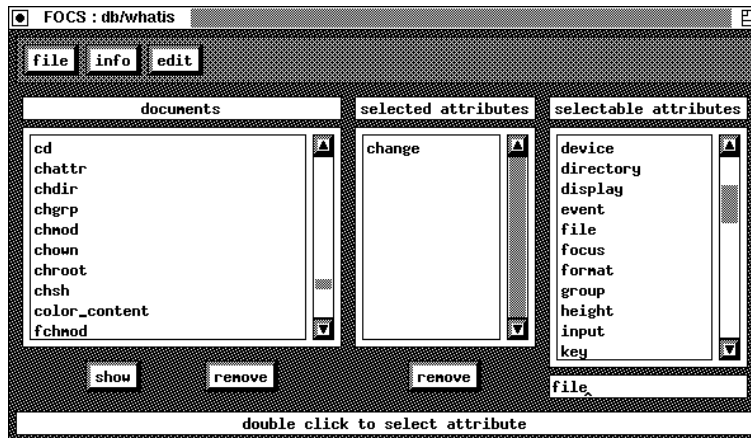 FOCS : db/whatis
file info edit
documents
selected attributes
selectable attributes
cd
chattr
chdir
chgrp
chmod
chown
chroot
chsh
color_content
fchmod
change
device
directory
display
event
file
focus
format
group
height
input
key
show
remove
remove
file
double click to select attribute